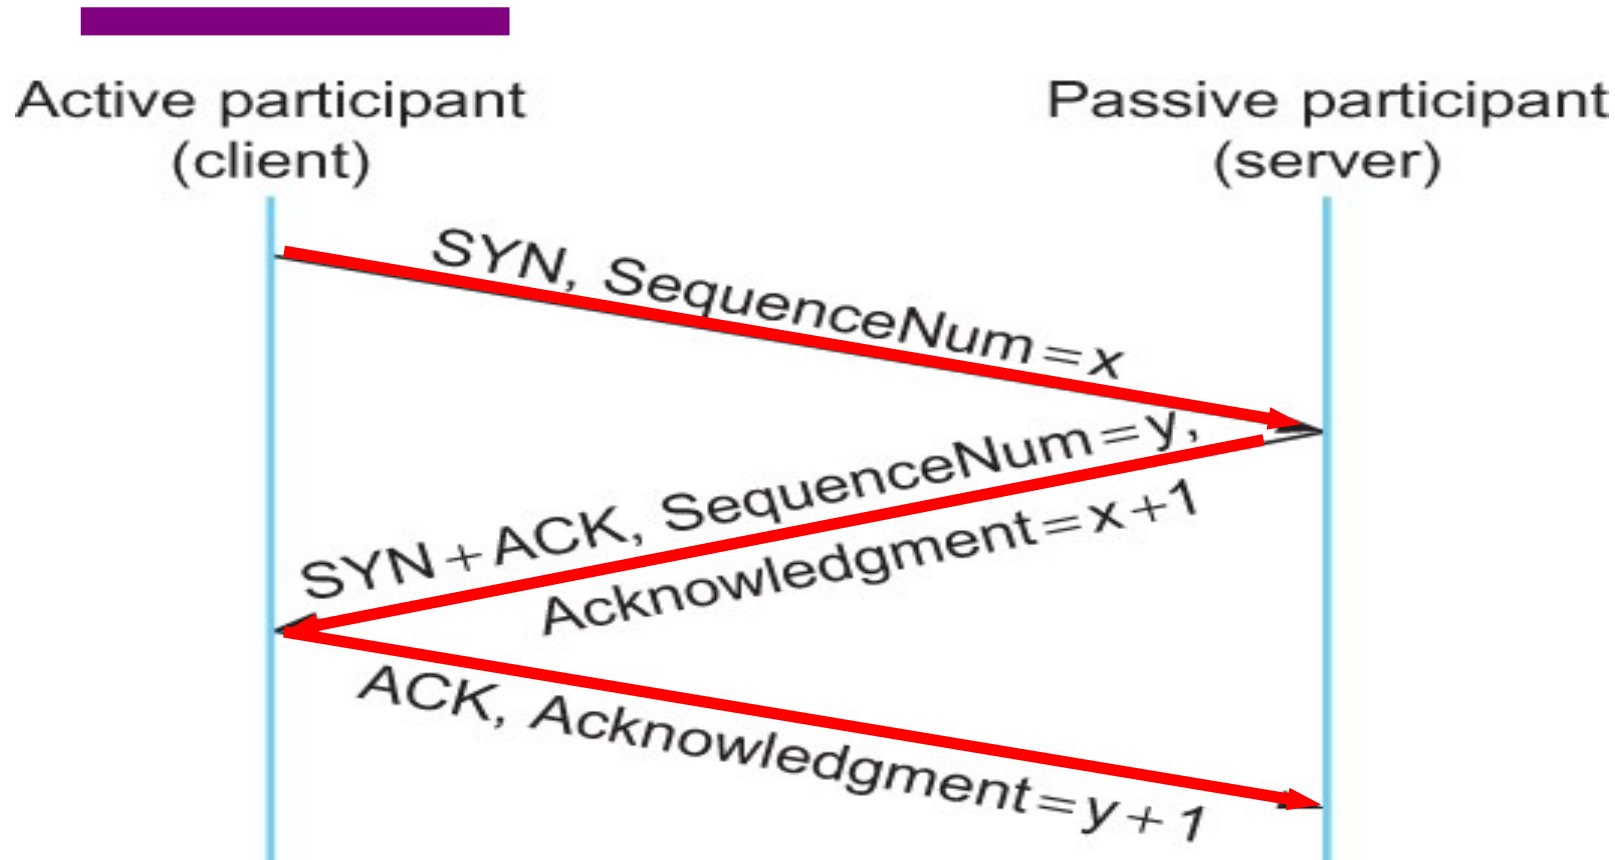 Active participant
(client)
Passive participant
(server)
SYN, SequenceNum=x
SYN+ACK, SequenceNum=y,
Acknowledgment=x+1
ACK, Acknowledgment=y+1